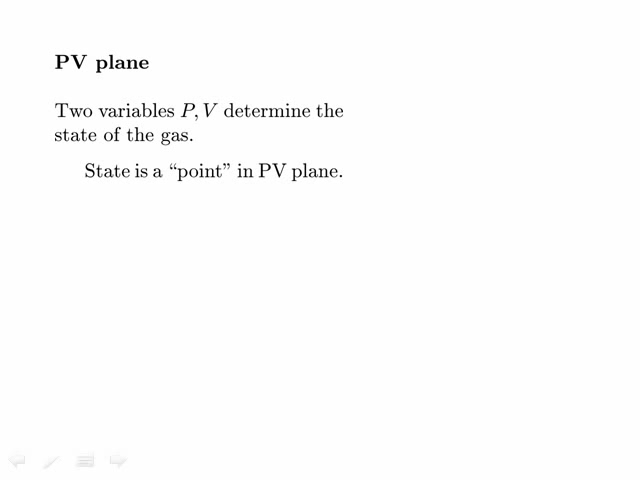 PV plane
Two variables P, V determine the
state of the gas.
State is a “point” in PV plane.